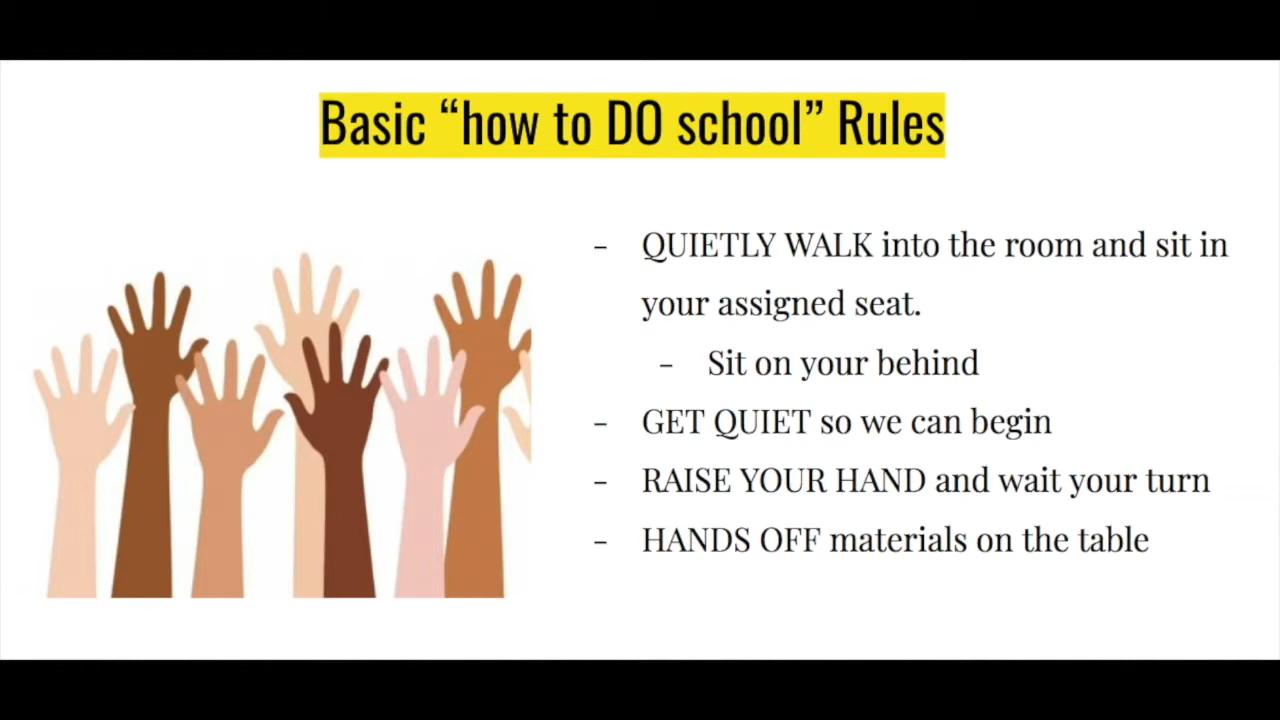 Basic “how to DO school” Rules
- QUIETLY WALK into the room and sit in
your assigned seat.
- Sit on your behind
- GET QUIET so we can begin
- RAISE YOUR HAND and wait your turn
- HANDS OFF materials on the table